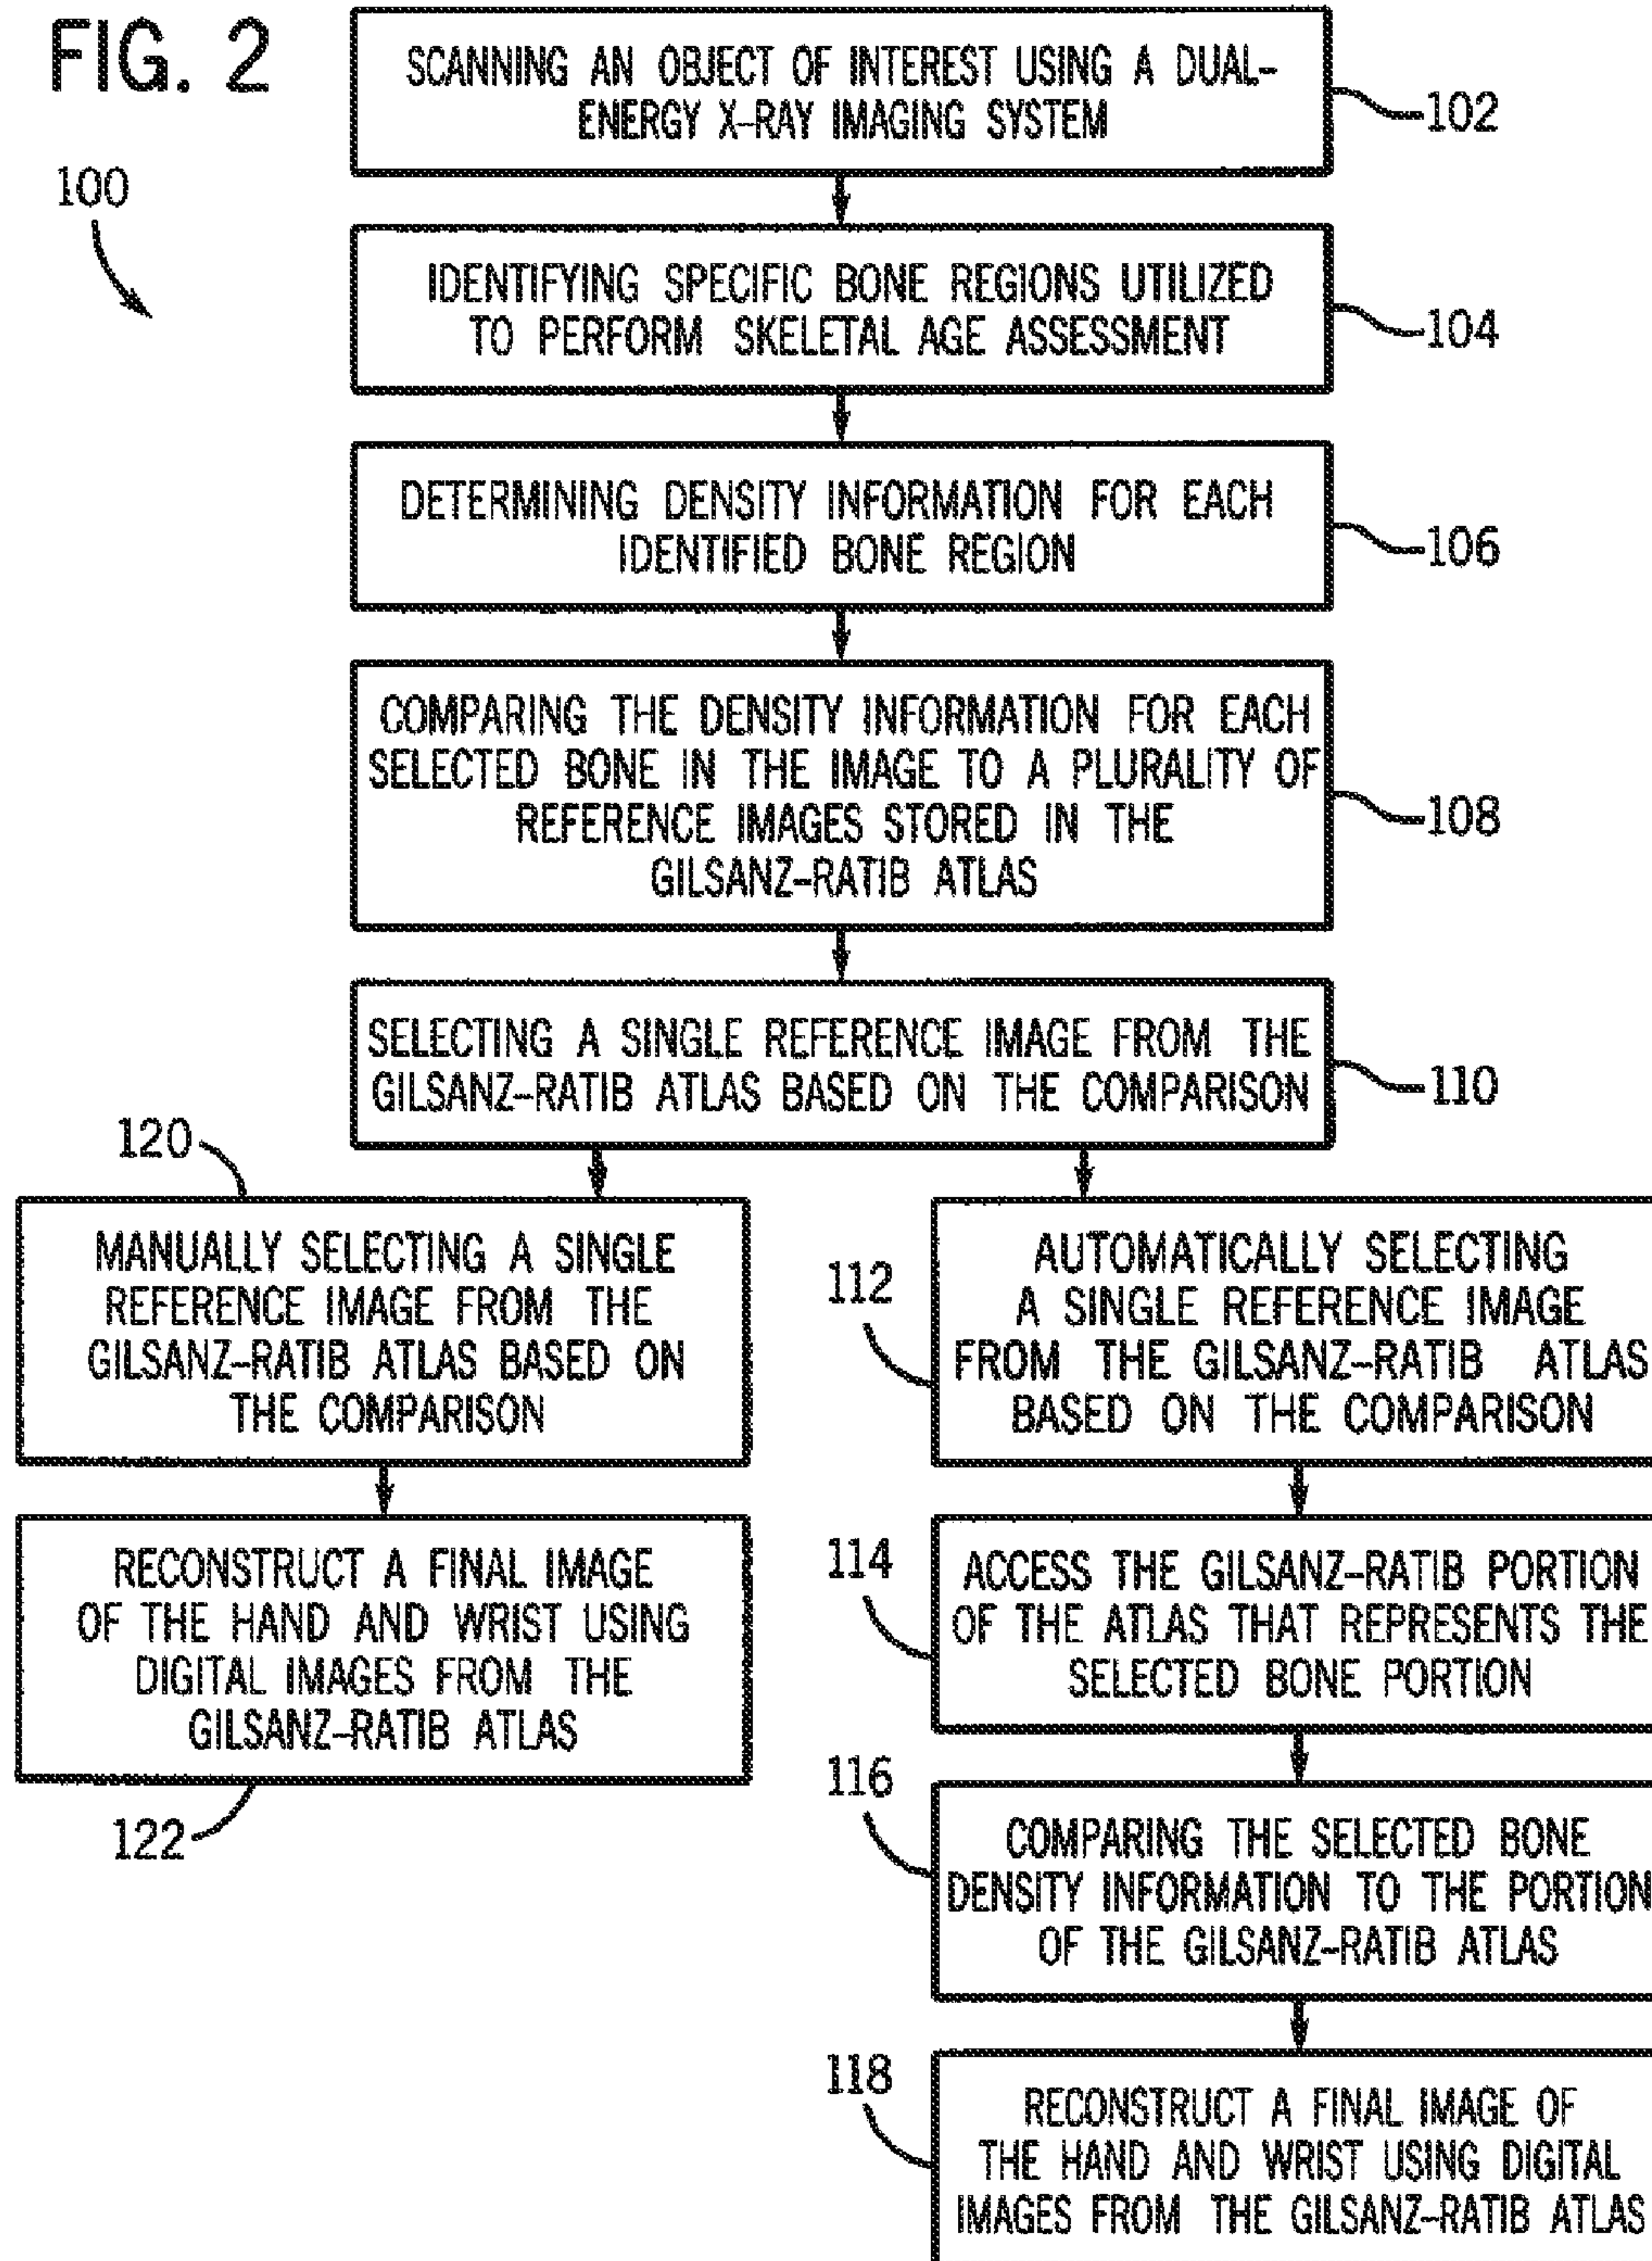 FIG. 2
100
SCANNING AN OBJECT OF INTEREST USING A DUAL-
ENERGY X-RAY IMAGING SYSTEM
102
IDENTIFYING SPECIFIC BONE REGIONS UTILIZED
TO PERFORM SKELETAL AGE ASSESSMENT
104
DETERMINING DENSITY INFORMATION FOR EACH
IDENTIFIED BONE REGION
106
COMPARING THE DENSITY INFORMATION FOR EACH
SELECTED BONE IN THE IMAGE TO A PLURALITY OF
REFERENCE IMAGES STORED IN THE
GILSANZ-RATIB ATLAS
108
SELECTING A SINGLE REFERENCE IMAGE FROM THE
GILSANZ-RATIB ATLAS BASED ON THE COMPARISON
110
120
MANUALLY SELECTING A SINGLE
REFERENCE IMAGE FROM THE
GILSANZ-RATIB ATLAS BASED ON
THE COMPARISON
RECONSTRUCT A FINAL IMAGE
OF THE HAND AND WRIST USING
DIGITAL IMAGES FROM THE
GILSANZ-RATIB ATLAS
122
112
AUTOMATICALLY SELECTING
A SINGLE REFERENCE IMAGE
FROM THE GILSANZ-RATIB ATLAS
BASED ON THE COMPARISON
114
ACCESS THE GILSANZ-RATIB PORTION
OF THE ATLAS THAT REPRESENTS THE
SELECTED BONE PORTION
116
COMPARING THE SELECTED BONE
DENSITY INFORMATION TO THE PORTION
OF THE GILSANZ-RATIB ATLAS
118
RECONSTRUCT A FINAL IMAGE OF
THE HAND AND WRIST USING DIGITAL
IMAGES FROM THE GILSANZ-RATIB ATLAS